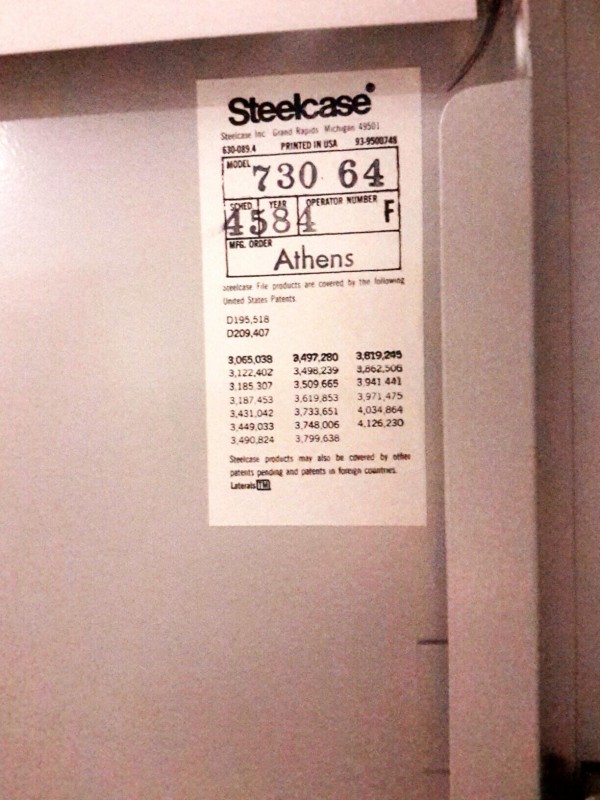 Steelcase®
Steelcase Inc Grand Rapids Michigan 49501
630-089.4 PRINTED IN USA 93-9500748
MODEL 730 64
SCHED YEAR OPERATOR NUMBER
4584 F
MFG. ORDER
Athens
Steelcase File products are covered by the following
United States Patents
D195,518
D209,407
3,065,038 3,497,280 3,819,245
3,122,402 3,498,239 3,862,506
3,185,307 3,509,665 3,941,441
3,187,453 3,619,853 3,971,475
3,431,042 3,733,651 4,034,864
3,449,033 3,748,006 4,126,230
3,490,824 3,799,638
Steelcase products may also be covered by other
patents pending and patents in foreign countries.
Laterals TM